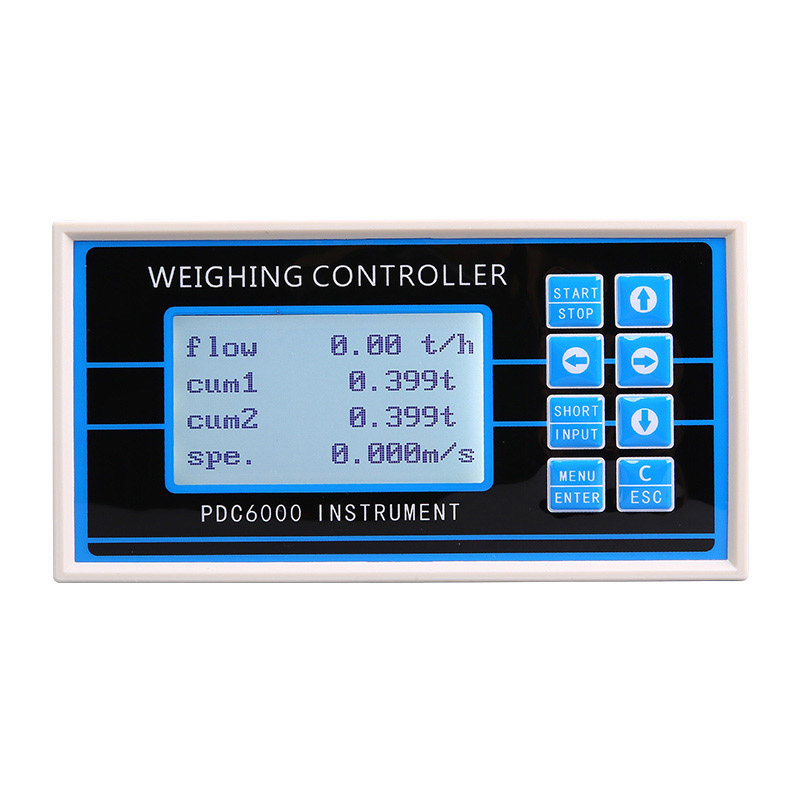 WEIGHING CONTROLLER
flow 0.00 t/h
cum1 0.399t
cum2 0.399t
spe. 0.000m/s
PDC6000 INSTRUMENT
START
STOP
SHORT
INPUT
MENU
ENTER
C
ESC